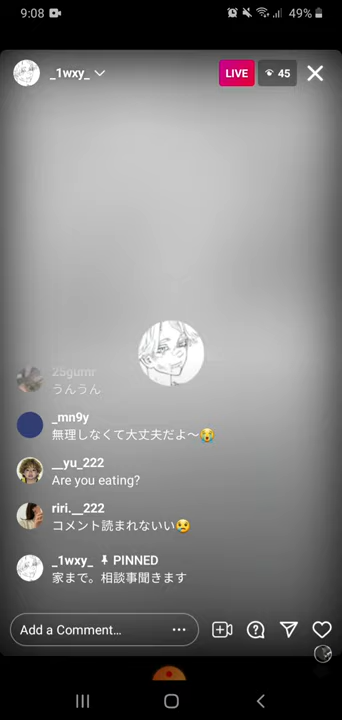 9:08
49%
_1wxy_
LIVE
45
25gumr
うんうん
_mn9y
無理しなくて大丈夫だよ〜😭
__yu_222
Are you eating?
riri.__222
コメント読まれないい😢
_1wxy_ PINNED
家まで。相談事聞きます
Add a Comment...